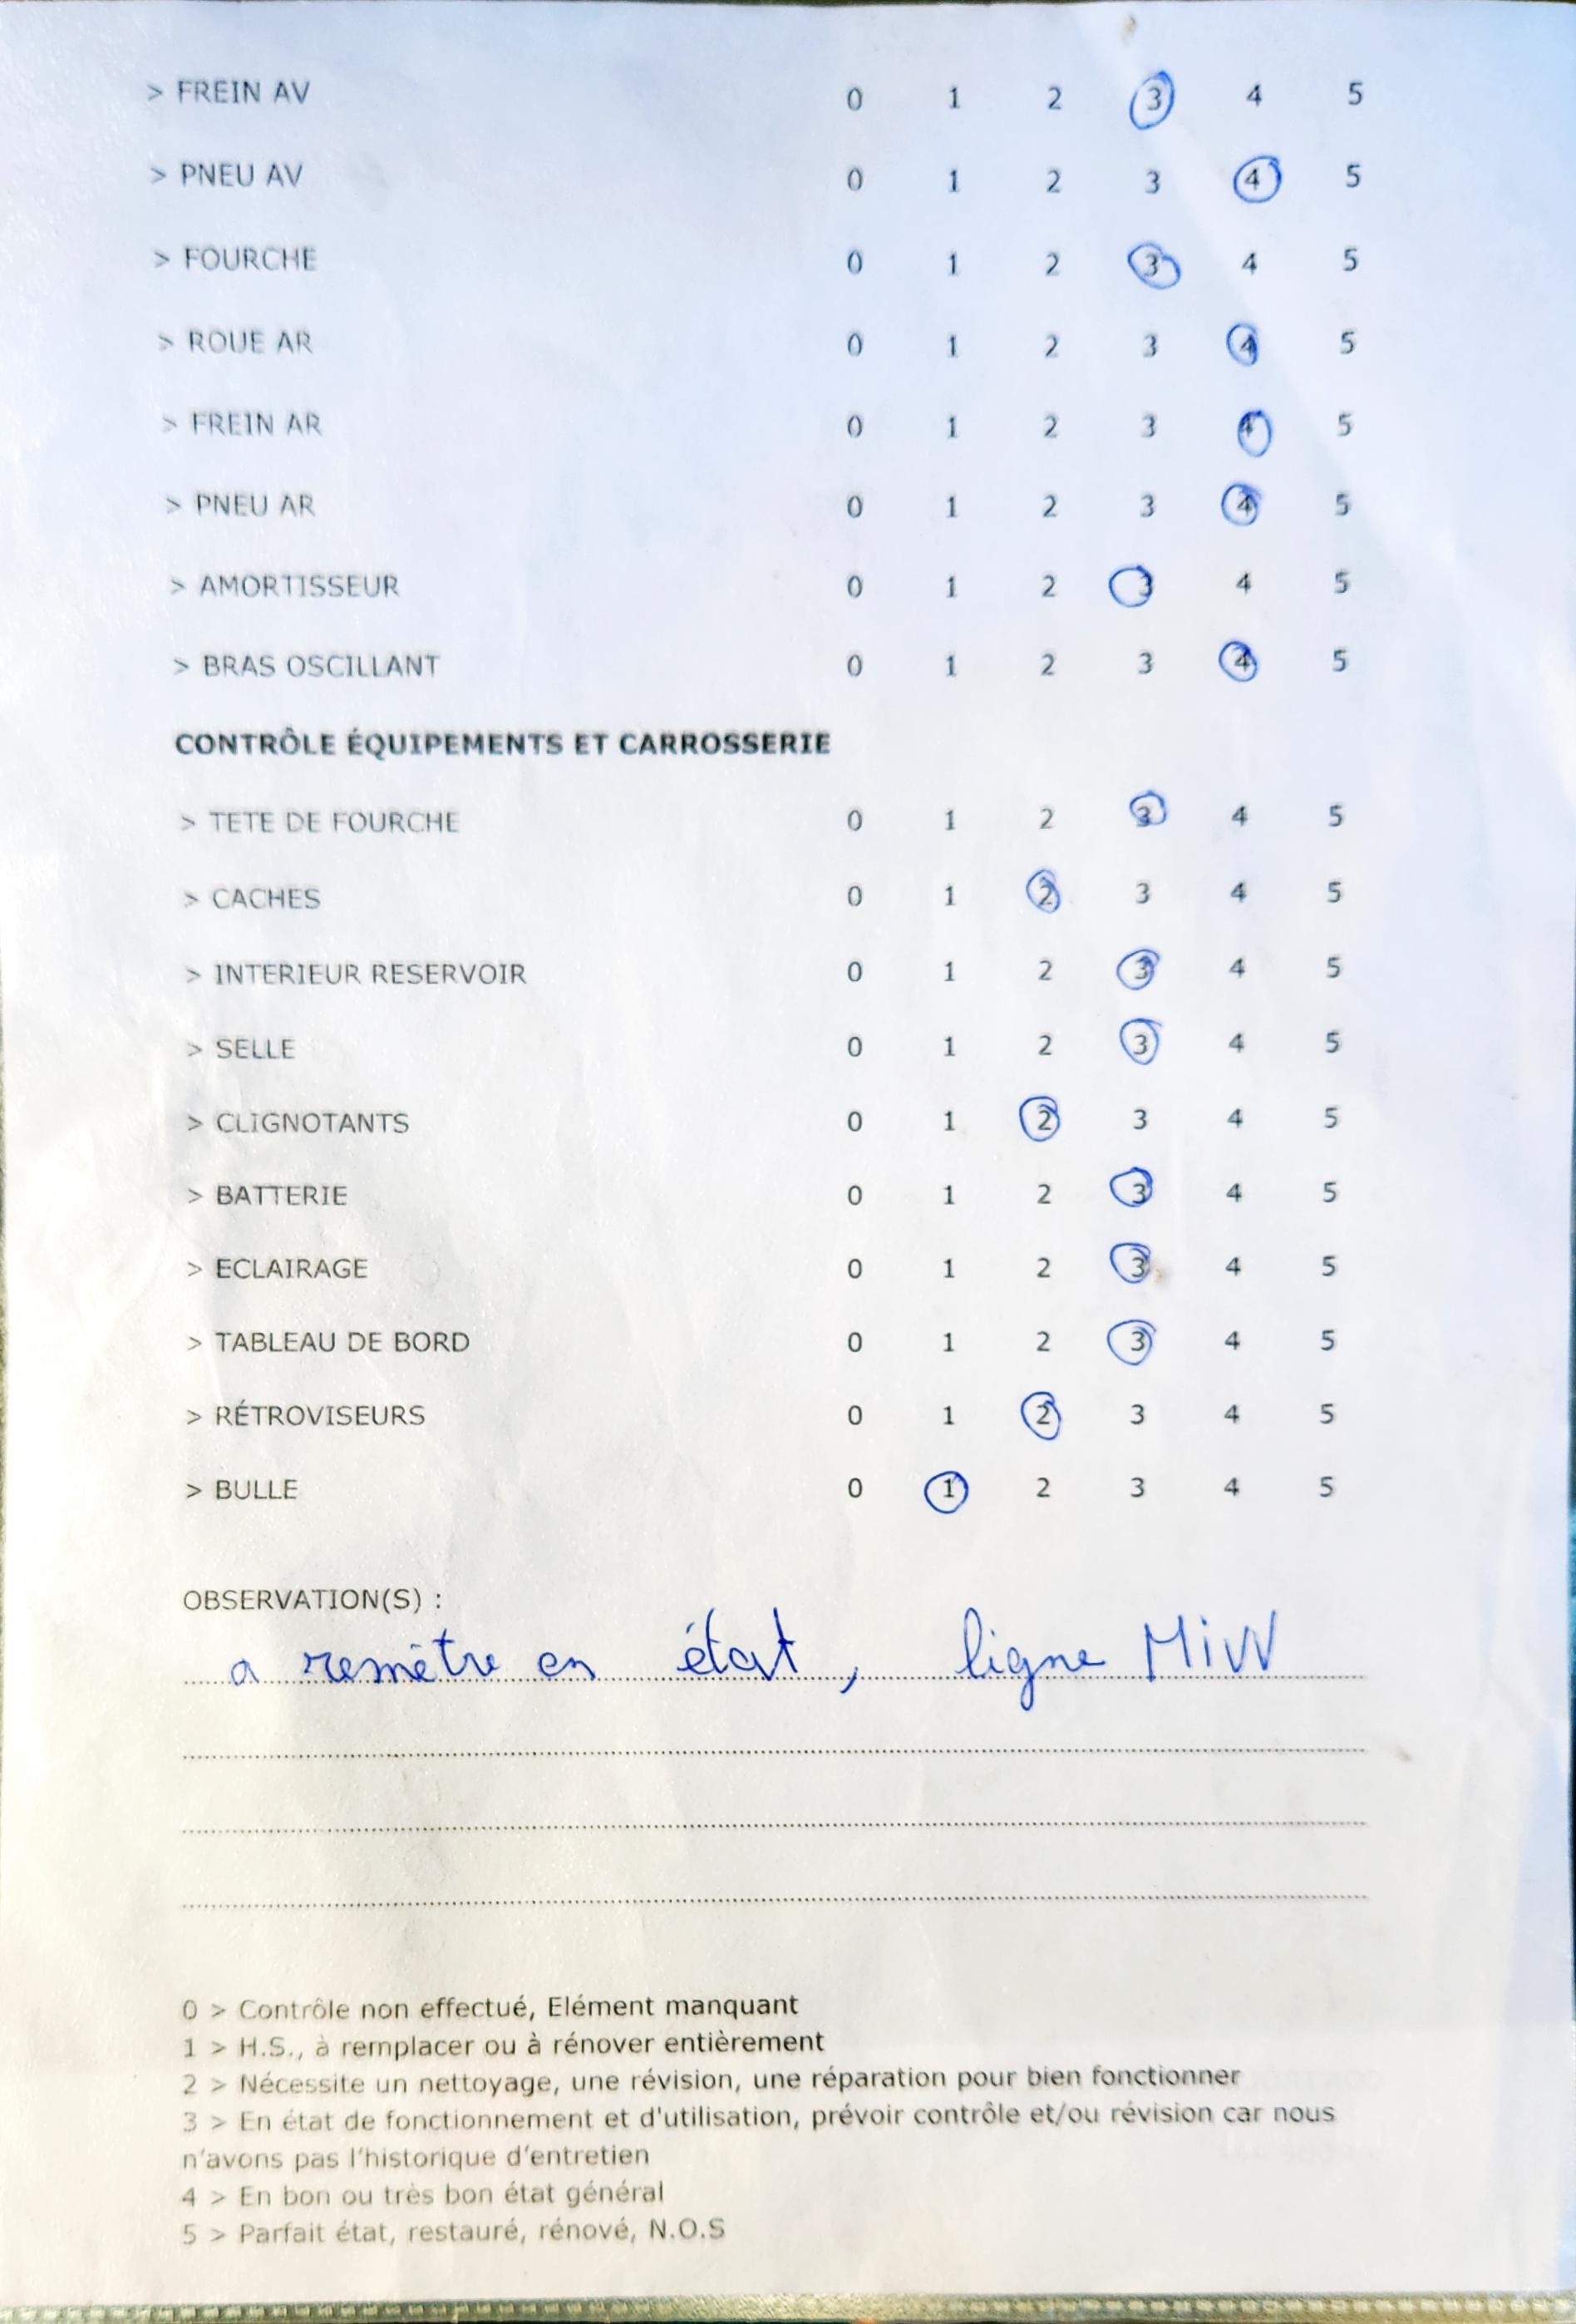 > FREIN AV 0 1 2 3 4 5
> PNEU AV 0 1 2 3 4 5
> FOURCHE 0 1 2 3 4 5
> ROUE AR 0 1 2 3 4 5
> FREIN AR 0 1 2 3 4 5
> PNEU AR 0 1 2 3 4 5
> AMORTISSEUR 0 1 2 3 4 5
> BRAS OSCILLANT 0 1 2 3 4 5
CONTRÔLE ÉQUIPEMENTS ET CARROSSERIE
> TETE DE FOURCHE 0 1 2 3 4 5
> CACHES 0 1 2 3 4 5
> INTERIEUR RESERVOIR 0 1 2 3 4 5
> SELLE 0 1 2 3 4 5
> CLIGNOTANTS 0 1 2 3 4 5
> BATTERIE 0 1 2 3 4 5
> ECLAIRAGE 0 1 2 3 4 5
> TABLEAU DE BORD 0 1 2 3 4 5
> RÉTROVISEURS 0 1 2 3 4 5
> BULLE 0 1 2 3 4 5
OBSERVATION(S) :
a remêtre en état, ligne MiVV
0 > Contrôle non effectué, Elément manquant
1 > H.S., à remplacer ou à rénover entièrement
2 > Nécessite un nettoyage, une révision, une réparation pour bien fonctionner
3 > En état de fonctionnement et d'utilisation, prévoir contrôle et/ou révision car nous
n'avons pas l'historique d'entretien
4 > En bon ou très bon état général
5 > Parfait état, restauré, rénové, N.O.S